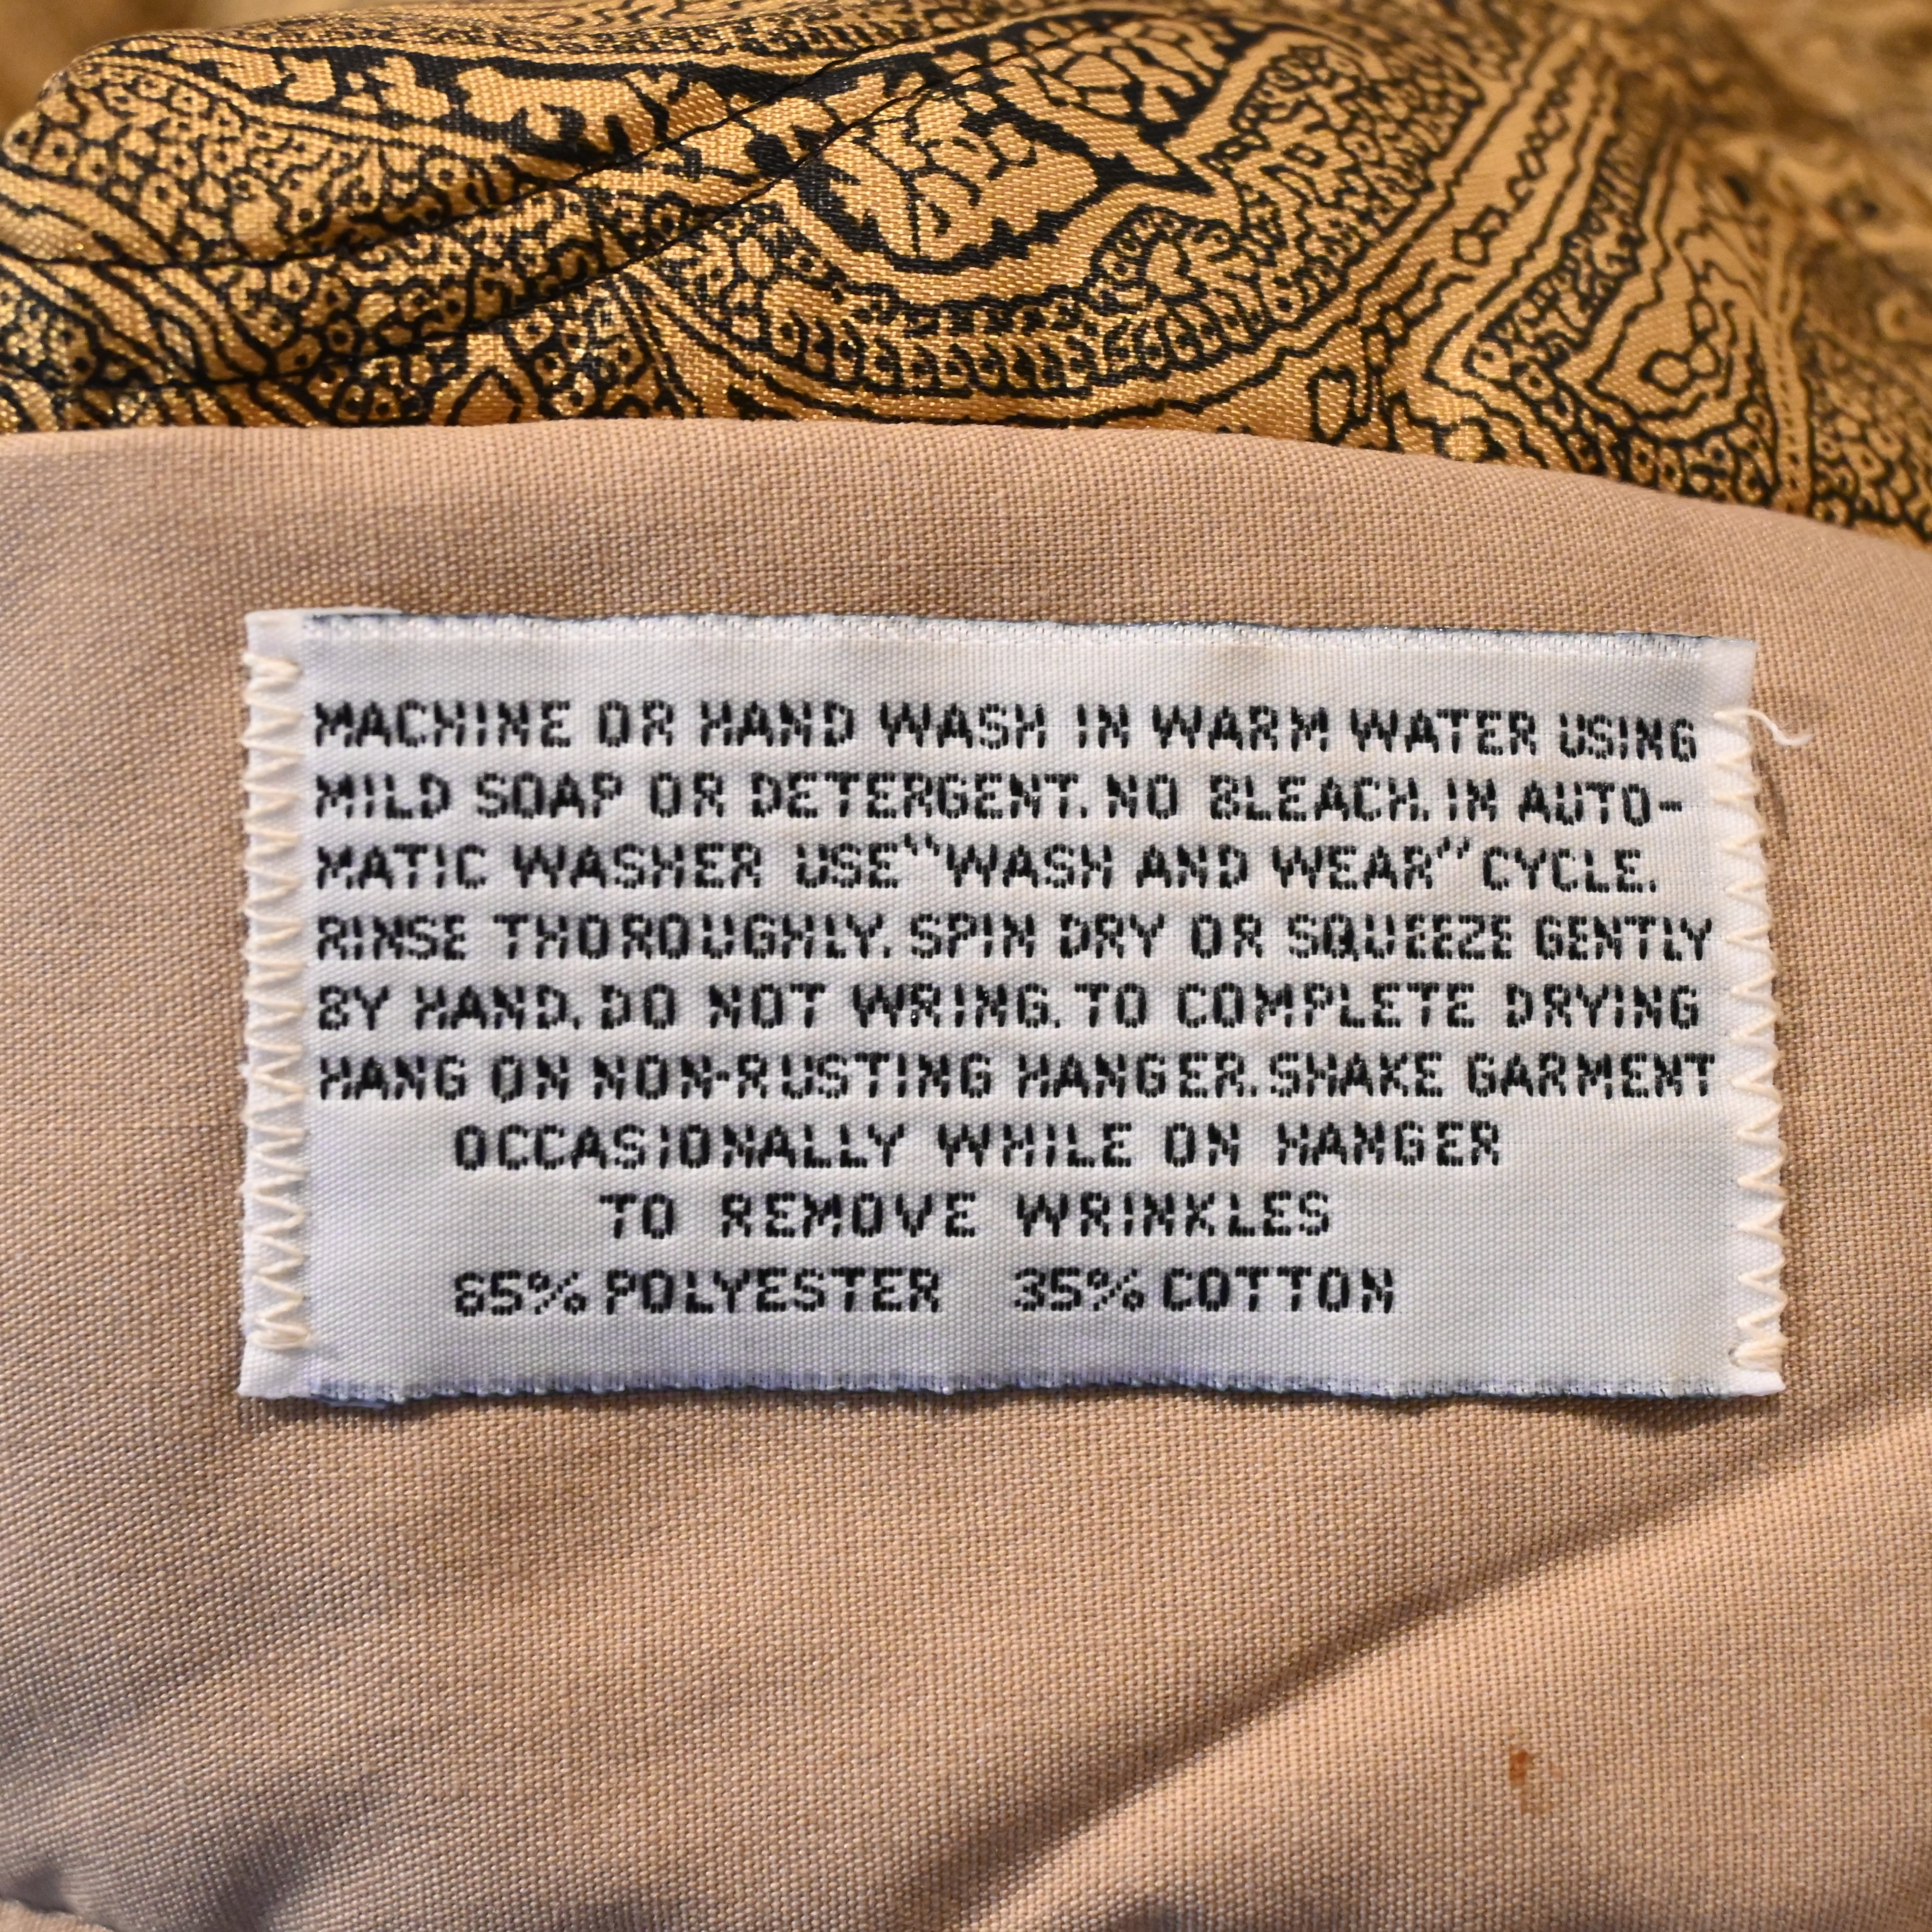 MACHINE OR HAND WASH IN WARM WATER USING
MILD SOAP OR DETERGENT. NO BLEACH. IN AUTO-
MATIC WASHER USE "WASH AND WEAR" CYCLE.
RINSE THOROUGHLY. SPIN DRY OR SQUEEZE GENTLY
BY HAND. DO NOT WRING. TO COMPLETE DRYING
HANG ON NON-RUSTING HANGER. SHAKE GARMENT
OCCASIONALLY WHILE ON HANGER
TO REMOVE WRINKLES
65% POLYESTER 35% COTTON